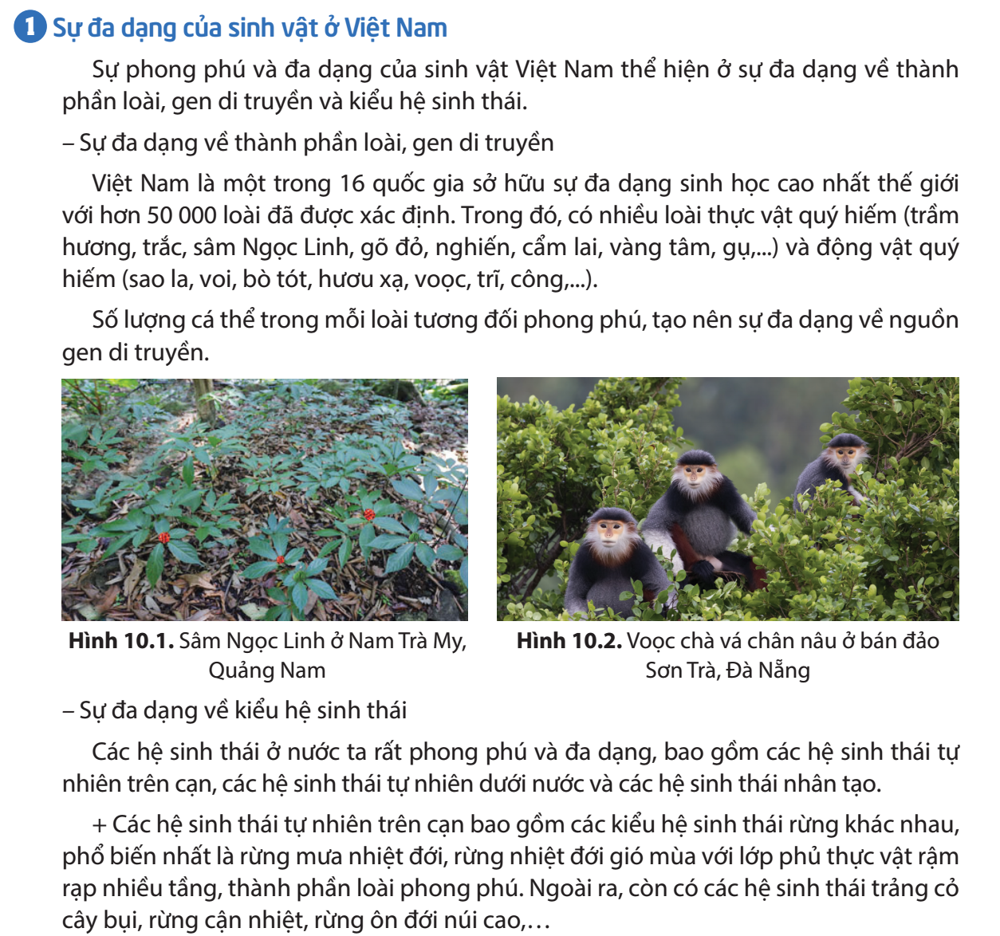 1 Sự đa dạng của sinh vật ở Việt Nam
Sự phong phú và đa dạng của sinh vật Việt Nam thể hiện ở sự đa dạng về thành
phần loài, gen di truyền và kiểu hệ sinh thái.
– Sự đa dạng về thành phần loài, gen di truyền
Việt Nam là một trong 16 quốc gia sở hữu sự đa dạng sinh học cao nhất thế giới
với hơn 50 000 loài đã được xác định. Trong đó, có nhiều loài thực vật quý hiếm (trầm
hương, trắc, sâm Ngọc Linh, gõ đỏ, nghiến, cẩm lai, vàng tâm, gụ,...) và động vật quý
hiếm (sao la, voi, bò tót, hươu xạ, voọc, trĩ, công,...).
Số lượng cá thể trong mỗi loài tương đối phong phú, tạo nên sự đa dạng về nguồn
gen di truyền.
Hình 10.1. Sâm Ngọc Linh ở Nam Trà My,
Quảng Nam
Hình 10.2. Voọc chà vá chân nâu ở bán đảo
Sơn Trà, Đà Nẵng
– Sự đa dạng về kiểu hệ sinh thái
Các hệ sinh thái ở nước ta rất phong phú và đa dạng, bao gồm các hệ sinh thái tự
nhiên trên cạn, các hệ sinh thái tự nhiên dưới nước và các hệ sinh thái nhân tạo.
+ Các hệ sinh thái tự nhiên trên cạn bao gồm các kiểu hệ sinh thái rừng khác nhau,
phổ biến nhất là rừng mưa nhiệt đới, rừng nhiệt đới gió mùa với lớp phủ thực vật rậm
rạp nhiều tầng, thành phần loài phong phú. Ngoài ra, còn có các hệ sinh thái trảng cỏ
cây bụi, rừng cận nhiệt, rừng ôn đới núi cao,…